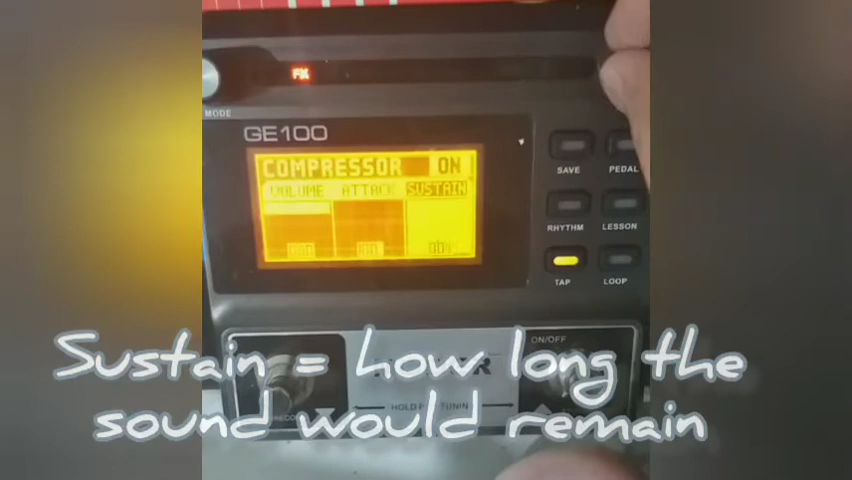 FX
MODE
GE100
COMPRESSOR ON
VOLUME ATTACK SUSTAIN
SAVE PEDAL
RHYTHM LESSON
TAP LOOP
ON/OFF
Sustain = how long the
sound would remain